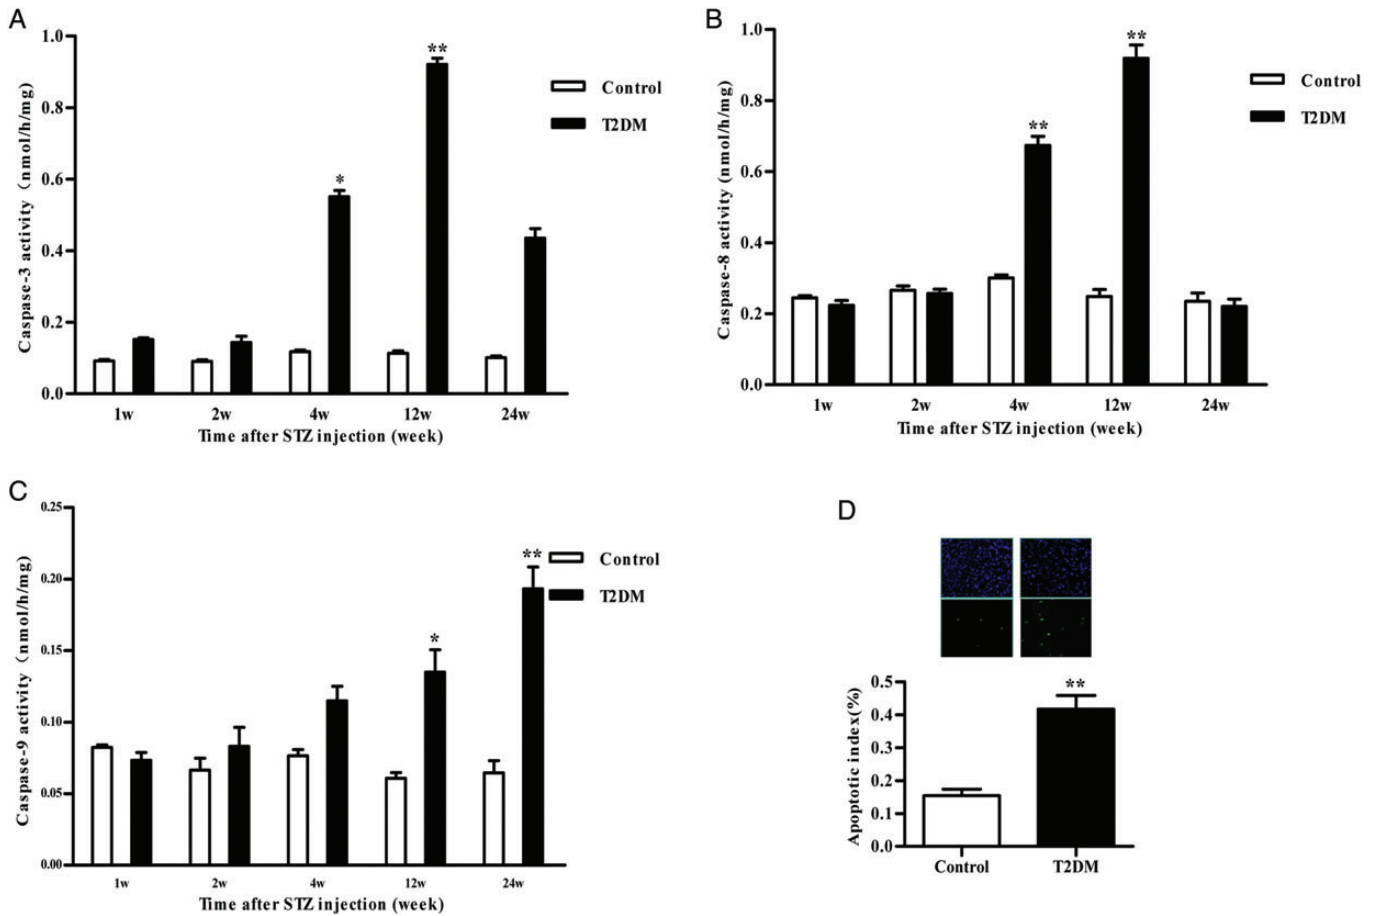 A
1.0
0.8
0.6
0.4
0.2
0.0
Caspase-3 activity（nmol/h/mg)
**
*
Control
T2DM
1w 2w 4w 12w 24w
Time after STZ injection (week)
B
1.0
0.8
0.6
0.4
0.2
0.0
Caspase-8 activity (nmol/h/mg)
**
**
Control
T2DM
1w 2w 4w 12w 24w
Time after STZ injection (week)
C
0.25
0.20
0.15
0.10
0.05
0.00
Caspase-9 activity（nmol/h/mg)
**
*
Control
T2DM
1w 2w 4w 12w 24w
Time after STZ injection (week)
D
0.5
0.4
0.3
0.2
0.1
0.0
Apoptotic index(%)
**
Control T2DM